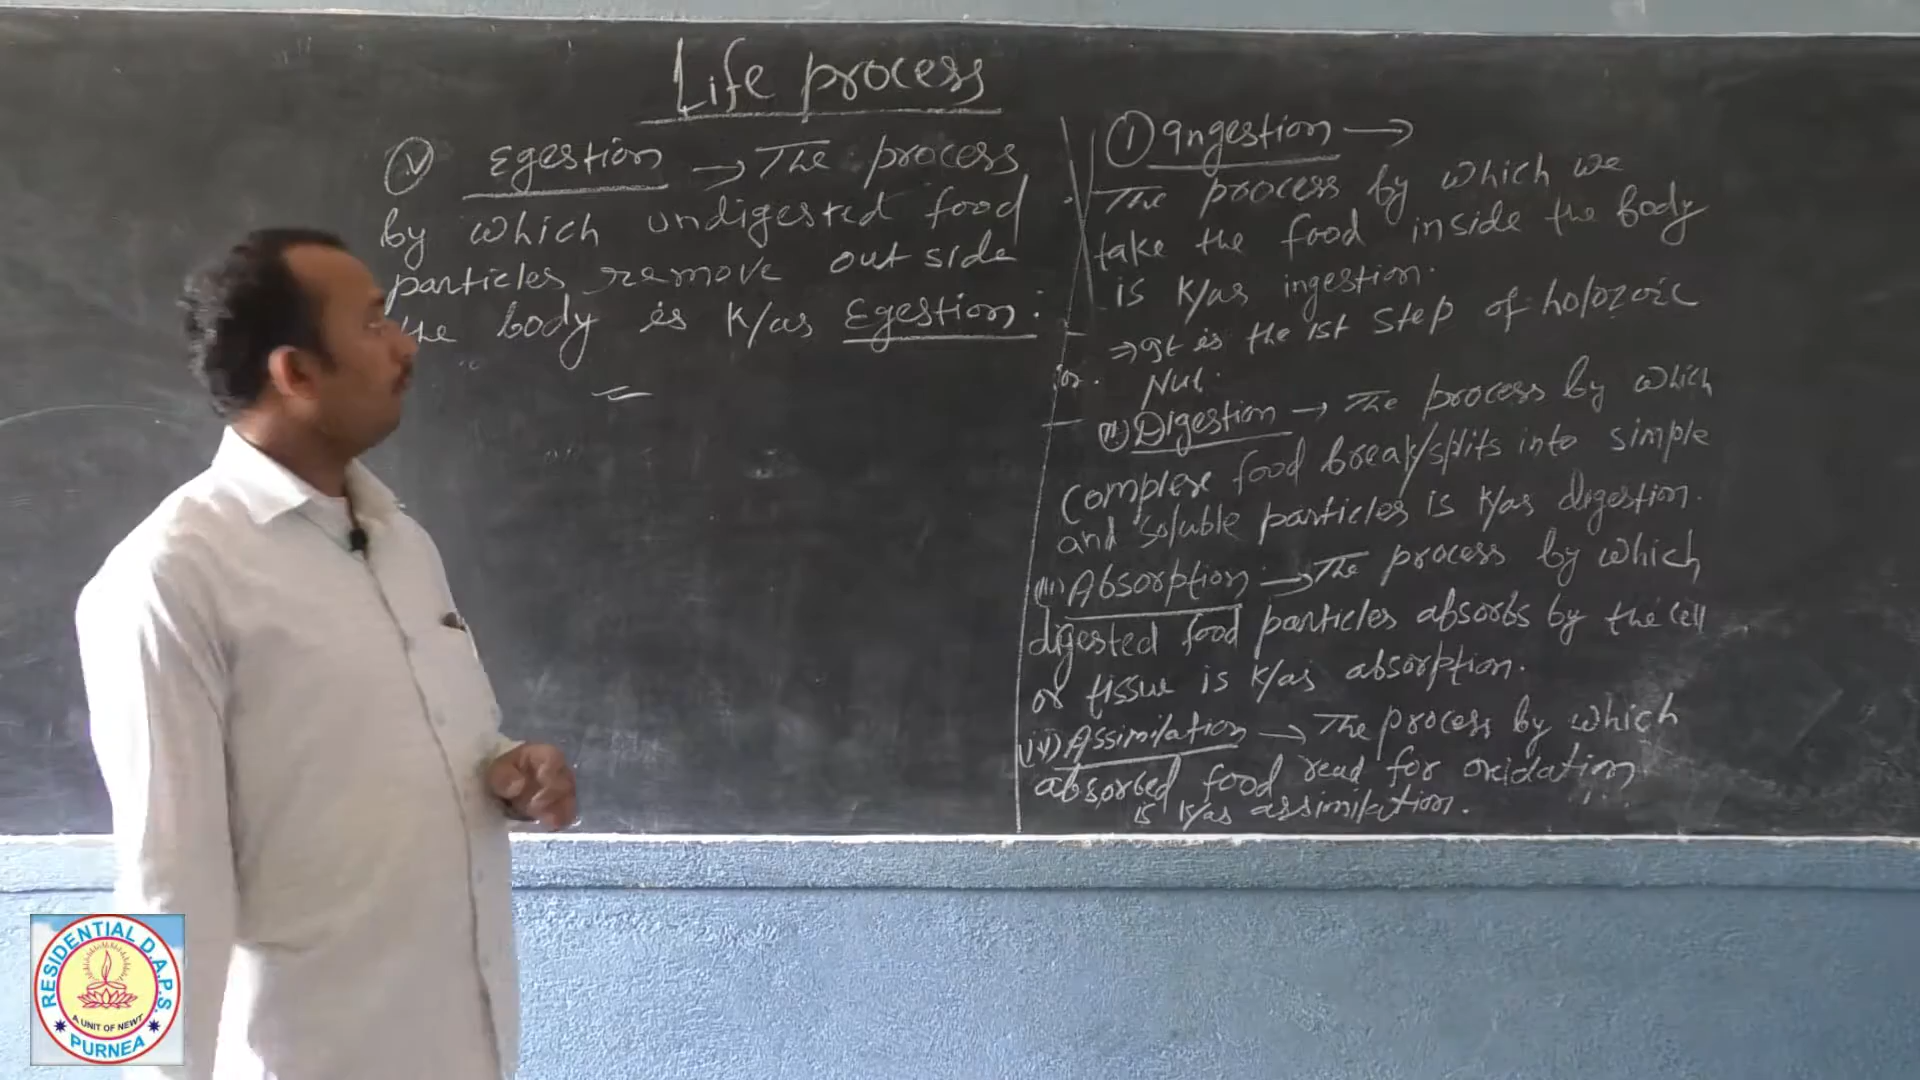 Life process
(V) Egestion → The process
by which undigested food
particles remove out side
the body is k/as Egestion.
(I) Ingestion →
The process by which we
take the food inside the body
is k/as ingestion.
⇒ It is the 1st step of holozoic
Nut.
(ii) Digestion → The process by which
complex food break/splits into simple
and soluble particles is k/as digestion.
(iii) Absorption → The process by which
digested food particles absorbs by the cell
or tissue is k/as absorption.
(iv) Assimilation → The process by which
absorbed food read for oxidation
is k/as assimilation.
RESIDENTIAL D.A.P.S.
A UNIT OF NEWT
PURNEA